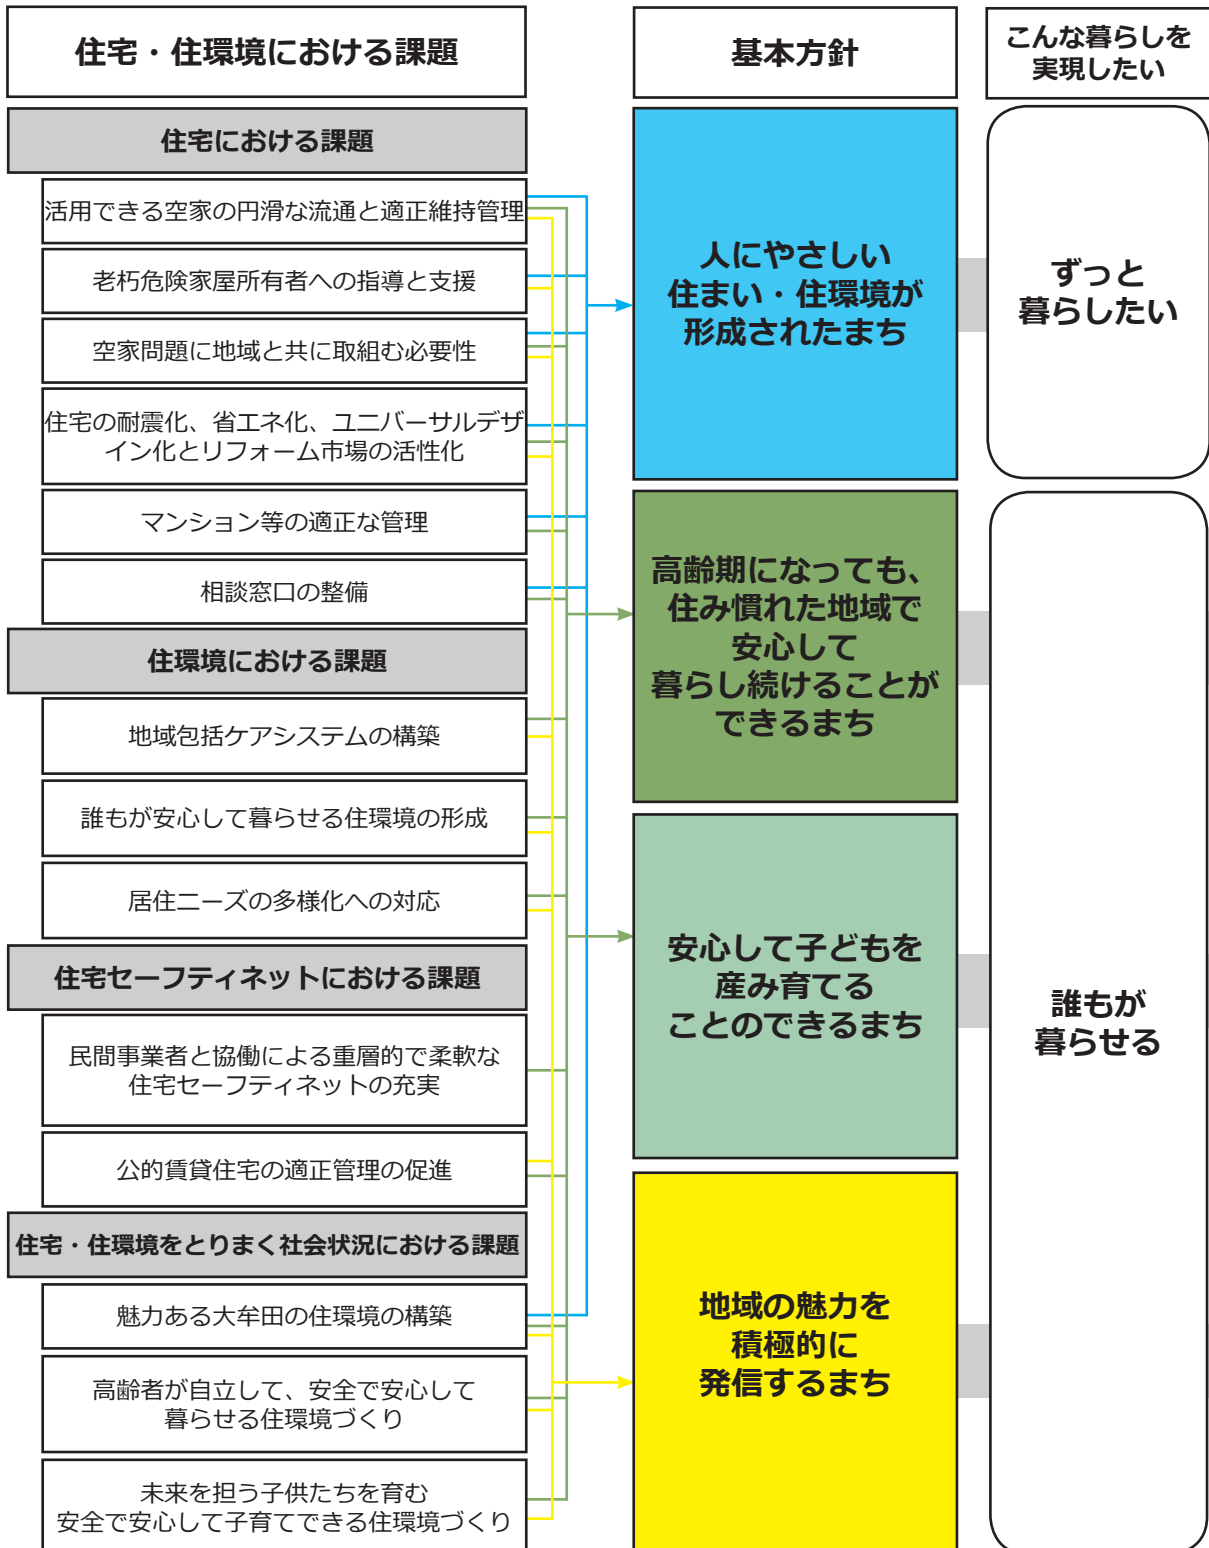 住宅・住環境における課題
住宅における課題
活用できる空家の円滑な流通と適正維持管理
老朽危険家屋所有者への指導と支援
空家問題に地域と共に取組む必要性
住宅の耐震化、省エネ化、ユニバーサルデザ
イン化とリフォーム市場の活性化
マンション等の適正な管理
相談窓口の整備
住環境における課題
地域包括ケアシステムの構築
誰もが安心して暮らせる住環境の形成
居住ニーズの多様化への対応
住宅セーフティネットにおける課題
民間事業者と協働による重層的で柔軟な
住宅セーフティネットの充実
公的賃貸住宅の適正管理の促進
住宅・住環境をとりまく社会状況における課題
魅力ある大牟田の住環境の構築
高齢者が自立して、安全で安心して
暮らせる住環境づくり
未来を担う子供たちを育む
安全で安心して子育てできる住環境づくり
基本方針
人にやさしい
住まい・住環境が
形成されたまち
高齢期になっても、
住み慣れた地域で
安心して
暮らし続けることが
できるまち
安心して子どもを
産み育てる
ことのできるまち
地域の魅力を
積極的に
発信するまち
こんな暮らしを
実現したい
ずっと
暮らしたい
誰もが
暮らせる